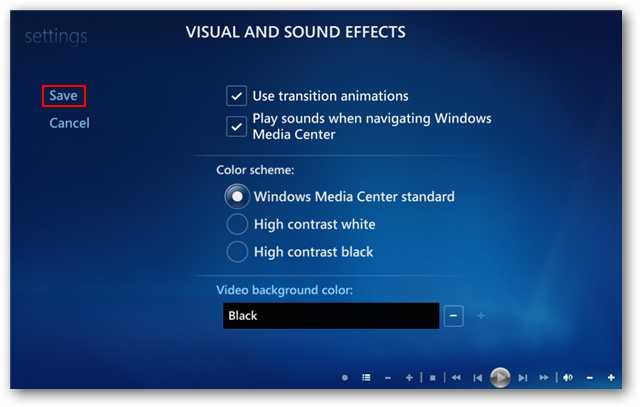 settings
VISUAL AND SOUND EFFECTS
Save
Cancel
Use transition animations
Play sounds when navigating Windows
Media Center
Color scheme:
Windows Media Center standard
High contrast white
High contrast black
Video background color:
Black